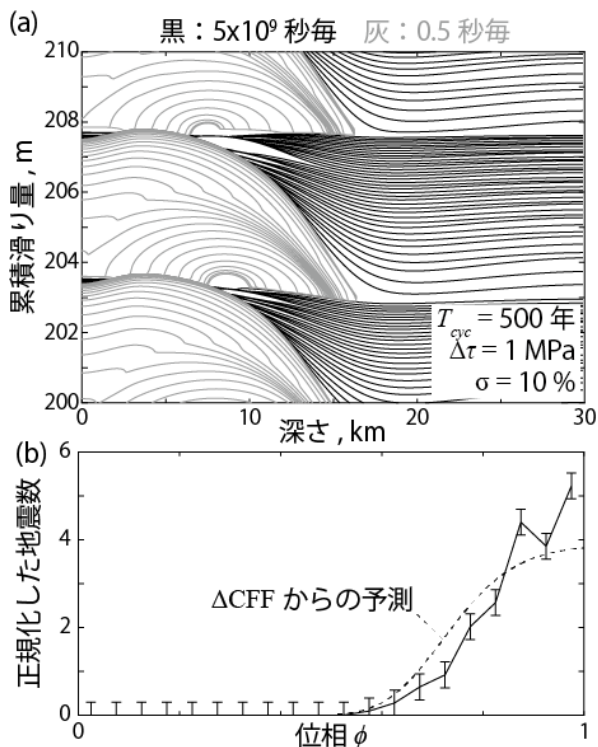 (a) 黒：5x10⁹ 秒毎 灰：0.5 秒毎
210
208
206
204
202
200
累積滑り量 , m
T_cyc = 500 年
Δτ = 1 MPa
σ = 10 %
0 10 20 30
深さ , km
(b)
6
4
2
0
正規化した地震数
ΔCFF からの予測
0 1
位相 ϕ